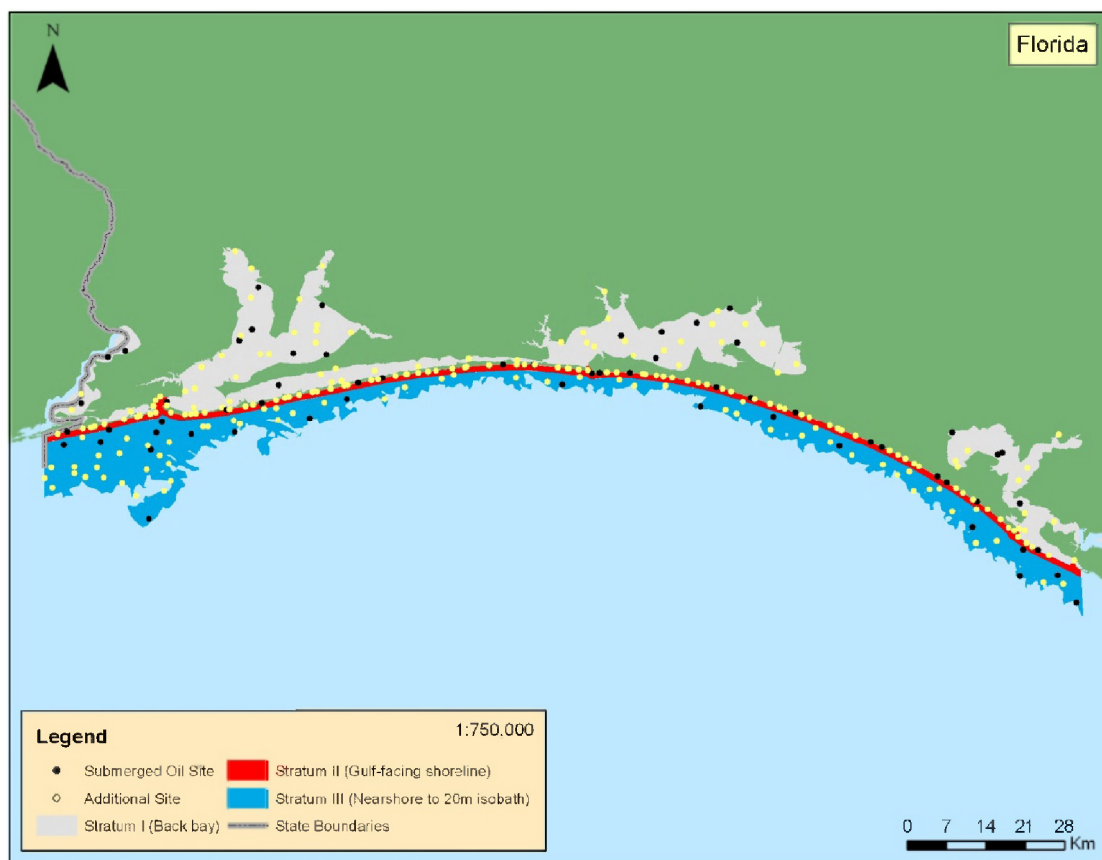 N
Florida
Legend
1:750,000
Submerged Oil Site
Stratum II (Gulf-facing shoreline)
Additional Site
Stratum III (Nearshore to 20m isobath)
Stratum I (Back bay)
State Boundaries
0 7 14 21 28
Km